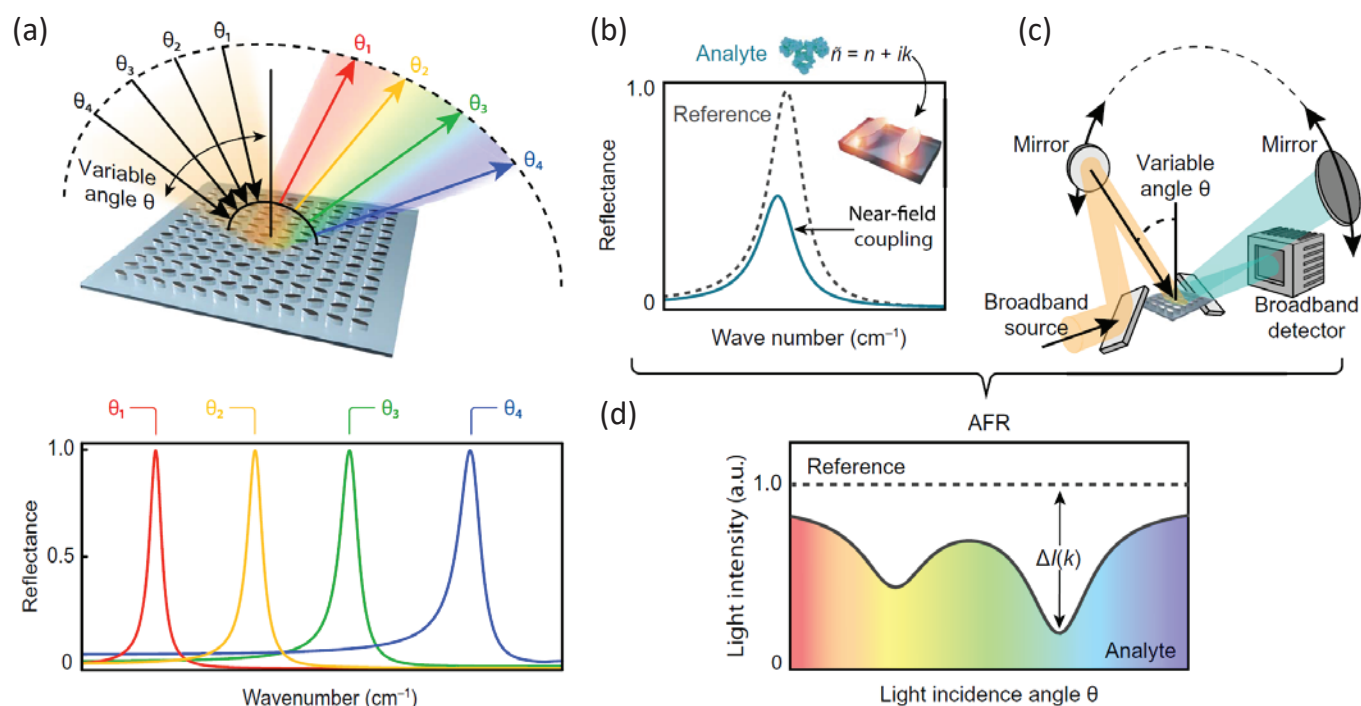 (a)
θ1
θ2
θ3
θ4
θ1
θ2
θ3
θ4
Variable
angle θ
θ1
θ2
θ3
θ4
1.0
0.5
0
Reflectance
Wavenumber (cm⁻¹)
(b)
Analyte
ñ = n + ik
1.0
Reference
Near-field
coupling
0
Reflectance
Wave number (cm⁻¹)
(c)
Mirror
Variable
angle θ
Mirror
Broadband
source
Broadband
detector
(d)
AFR
Reference
1.0
ΔI(k)
Analyte
0
Light intensity (a.u.)
Light incidence angle θ